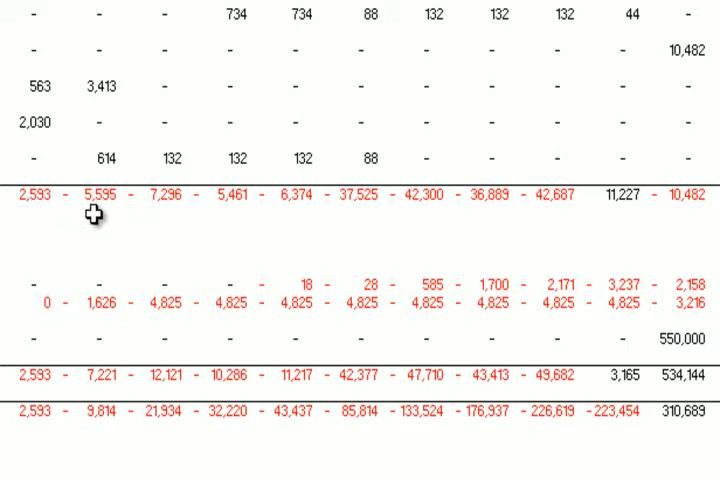 - - - 734 734 88 132 132 132 44 -
- - - - - - - - - - 10,482
563 3,413 - - - - - - - - -
2,030 - - - - - - - - - -
- 614 132 132 132 88 - - - - -
2,593 - 5,595 - 7,296 - 5,461 - 6,374 - 37,525 - 42,300 - 36,889 - 42,687 11,227 - 10,482
- - - - - 18 - 28 - 585 - 1,700 - 2,171 - 3,237 - 2,158
0 - 1,626 - 4,825 - 4,825 - 4,825 - 4,825 - 4,825 - 4,825 - 4,825 - 4,825 - 3,216
- - - - - - - - - - 550,000
2,593 - 7,221 - 12,121 - 10,286 - 11,217 - 42,377 - 47,710 - 43,413 - 49,682 3,165 534,144
2,593 - 9,814 - 21,934 - 32,220 - 43,437 - 85,814 - 133,524 - 176,937 - 226,619 - 223,454 310,689